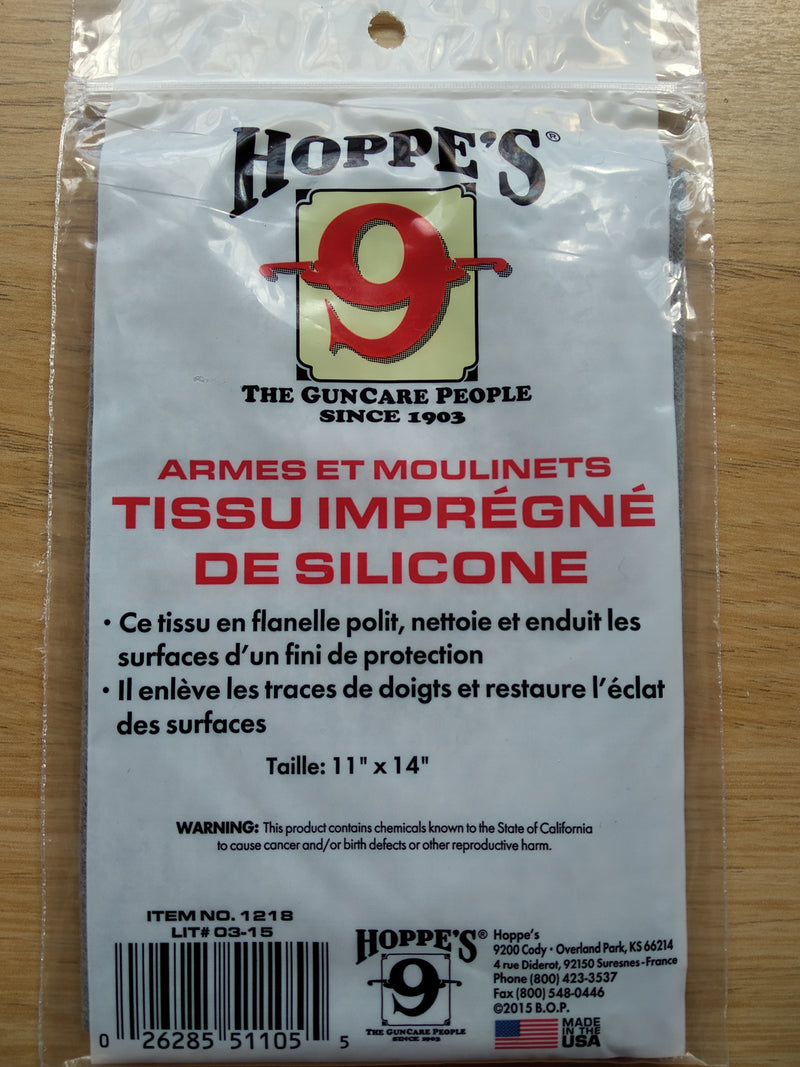 HOPPE'S®
9
THE GUNCARE PEOPLE
SINCE 1903
ARMES ET MOULINETS
TISSU IMPRÉGNÉ
DE SILICONE
• Ce tissu en flanelle polit, nettoie et enduit les
surfaces d'un fini de protection
• Il enlève les traces de doigts et restaure l'éclat
des surfaces
Taille: 11" x 14"
WARNING: This product contains chemicals known to the State of California
to cause cancer and/or birth defects or other reproductive harm.
ITEM NO. 1218
LIT# 03-15
0 26285 51105 5
HOPPE'S®
9
THE GUNCARE PEOPLE
SINCE 1903
Hoppe's
9200 Cody • Overland Park, KS 66214
4 rue Diderot, 92150 Suresnes - France
Phone (800) 423-3537
Fax (800) 548-0446
©2015 B.O.P.
MADE
IN THE
USA